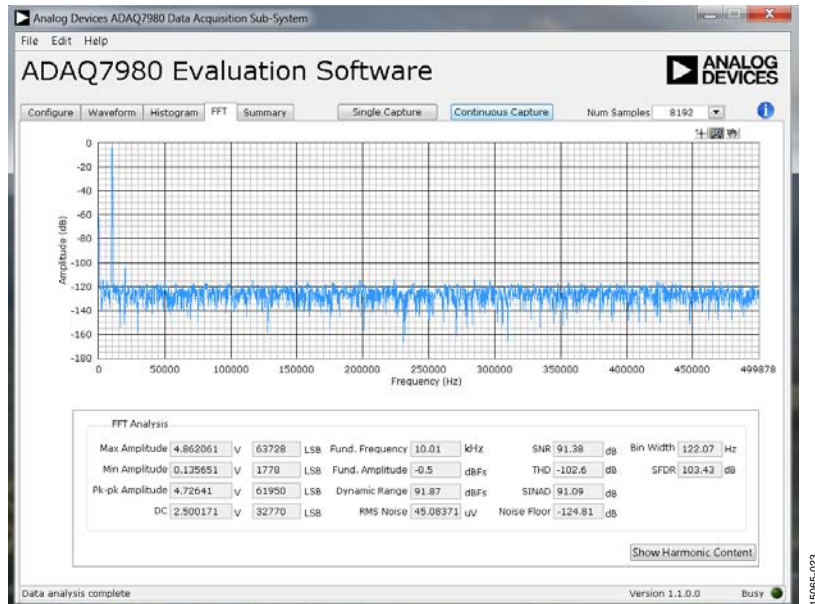 Analog Devices ADAQ7980 Data Acquisition Sub-System
File Edit Help
ADAQ7980 Evaluation Software
ANALOG DEVICES
Configure Waveform Histogram FFT Summary Single Capture Continuous Capture Num Samples 8192
0
-20
-40
-60
-80
-100
-120
-140
-160
-180
Amplitude (dB)
0 50000 100000 150000 200000 250000 300000 350000 400000 450000 499878
Frequency (Hz)
FFT Analysis
Max Amplitude 4.862061 V 63728 LSB Fund. Frequency 10.01 kHz SNR 91.38 dB Bin Width 122.07 Hz
Min Amplitude 0.135651 V 1778 LSB Fund. Amplitude -0.5 dBFs THD -102.6 dB SFDR 103.43 dB
Pk-pk Amplitude 4.72641 V 61950 LSB Dynamic Range 91.87 dBFs SINAD 91.09 dB
DC 2.500171 V 32770 LSB RMS Noise 45.08371 uV Noise Floor -124.81 dB
Show Harmonic Content
Data analysis complete Version 1.1.0.0 Busy
15065-023